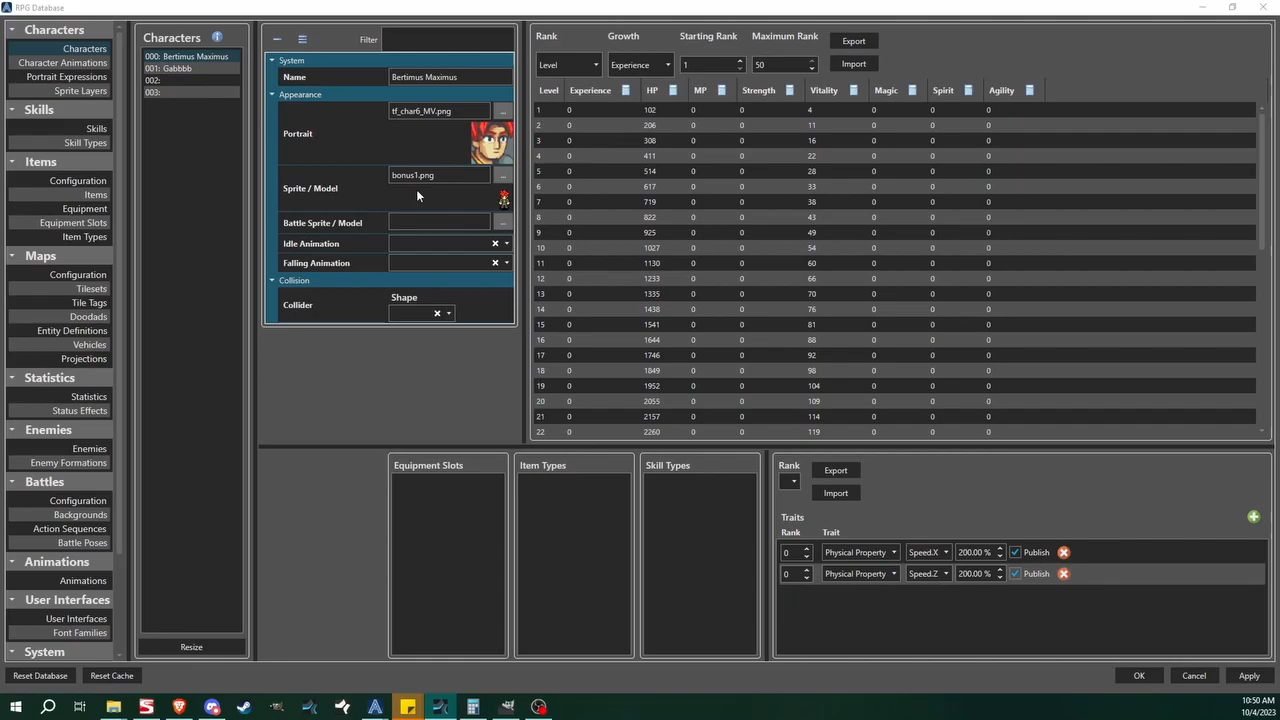 RPG Database
Characters
Characters
Character Animations
Portrait Expressions
Sprite Layers
Skills
Skills
Skill Types
Items
Configuration
Items
Equipment
Equipment Slots
Item Types
Maps
Configuration
Tilesets
Tile Tags
Doodads
Entity Definitions
Vehicles
Projections
Statistics
Statistics
Status Effects
Enemies
Enemies
Enemy Formations
Battles
Configuration
Backgrounds
Action Sequences
Battle Poses
Animations
Animations
User Interfaces
User Interfaces
Font Families
System
Characters
000: Bertimus Maximus
001: Gabbbb
002:
003:
Resize
Filter
System
Name Bertimus Maximus
Appearance
Portrait tf_char6_MV.png ...
Sprite / Model bonus1.png ...
Battle Sprite / Model ...
Idle Animation
Falling Animation
Collision
Collider Shape
Rank Growth Starting Rank Maximum Rank Export
Level Experience 1 50 Import
Level Experience HP MP Strength Vitality Magic Spirit Agility
1 0 102 0 0 4 0 0 0
2 0 206 0 0 11 0 0 0
3 0 308 0 0 16 0 0 0
4 0 411 0 0 22 0 0 0
5 0 514 0 0 28 0 0 0
6 0 617 0 0 33 0 0 0
7 0 719 0 0 38 0 0 0
8 0 822 0 0 43 0 0 0
9 0 925 0 0 49 0 0 0
10 0 1027 0 0 54 0 0 0
11 0 1130 0 0 60 0 0 0
12 0 1233 0 0 66 0 0 0
13 0 1335 0 0 70 0 0 0
14 0 1438 0 0 76 0 0 0
15 0 1541 0 0 81 0 0 0
16 0 1644 0 0 88 0 0 0
17 0 1746 0 0 92 0 0 0
18 0 1849 0 0 98 0 0 0
19 0 1952 0 0 104 0 0 0
20 0 2055 0 0 109 0 0 0
21 0 2157 0 0 114 0 0 0
22 0 2260 0 0 119 0 0 0
Equipment Slots
Item Types
Skill Types
Rank Export
Import
Traits
Rank Trait
0 Physical Property Speed.X 200.00 % Publish
0 Physical Property Speed.Z 200.00 % Publish
Reset Database Reset Cache OK Cancel Apply
10:50 AM
10/4/2023